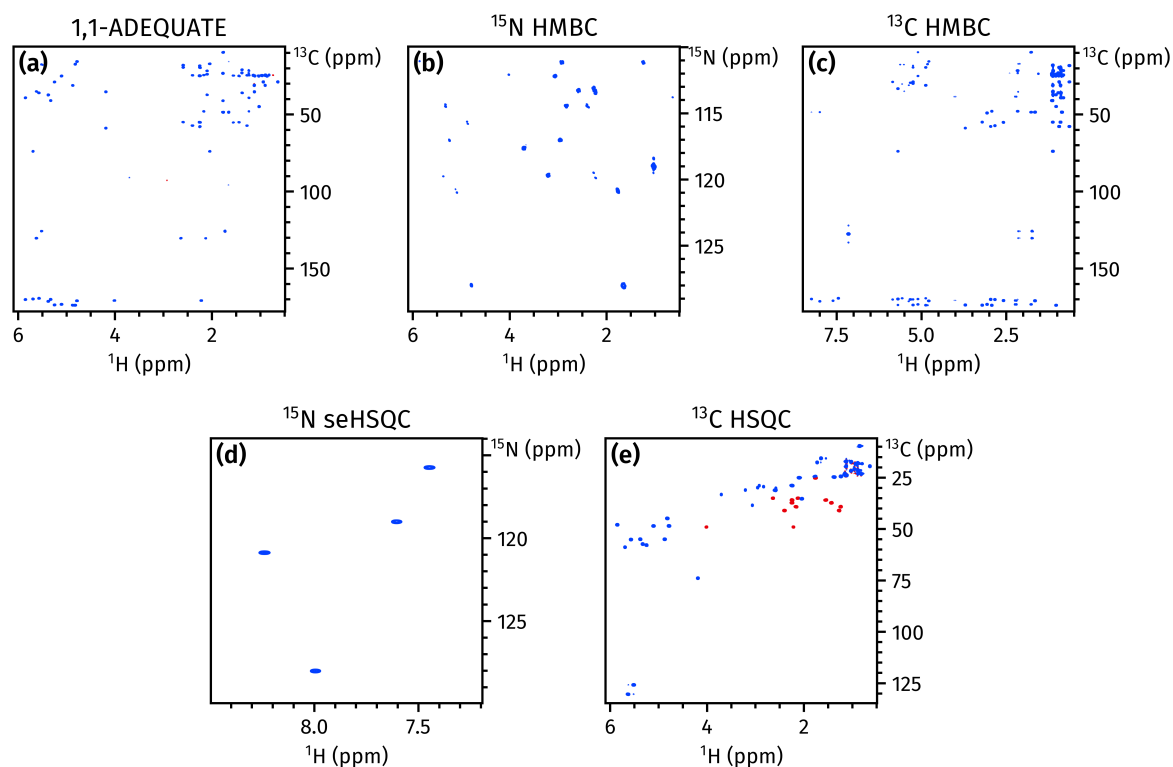 1,1-ADEQUATE
¹⁵N HMBC
¹³C HMBC
(a)
¹³C (ppm)
50
100
150
6
4
2
¹H (ppm)
(b)
¹⁵N (ppm)
115
120
125
6
4
2
¹H (ppm)
(c)
¹³C (ppm)
50
100
150
7.5
5.0
2.5
¹H (ppm)
¹⁵N seHSQC
¹³C HSQC
(d)
¹⁵N (ppm)
120
125
8.0
7.5
¹H (ppm)
(e)
¹³C (ppm)
25
50
75
100
125
6
4
2
¹H (ppm)